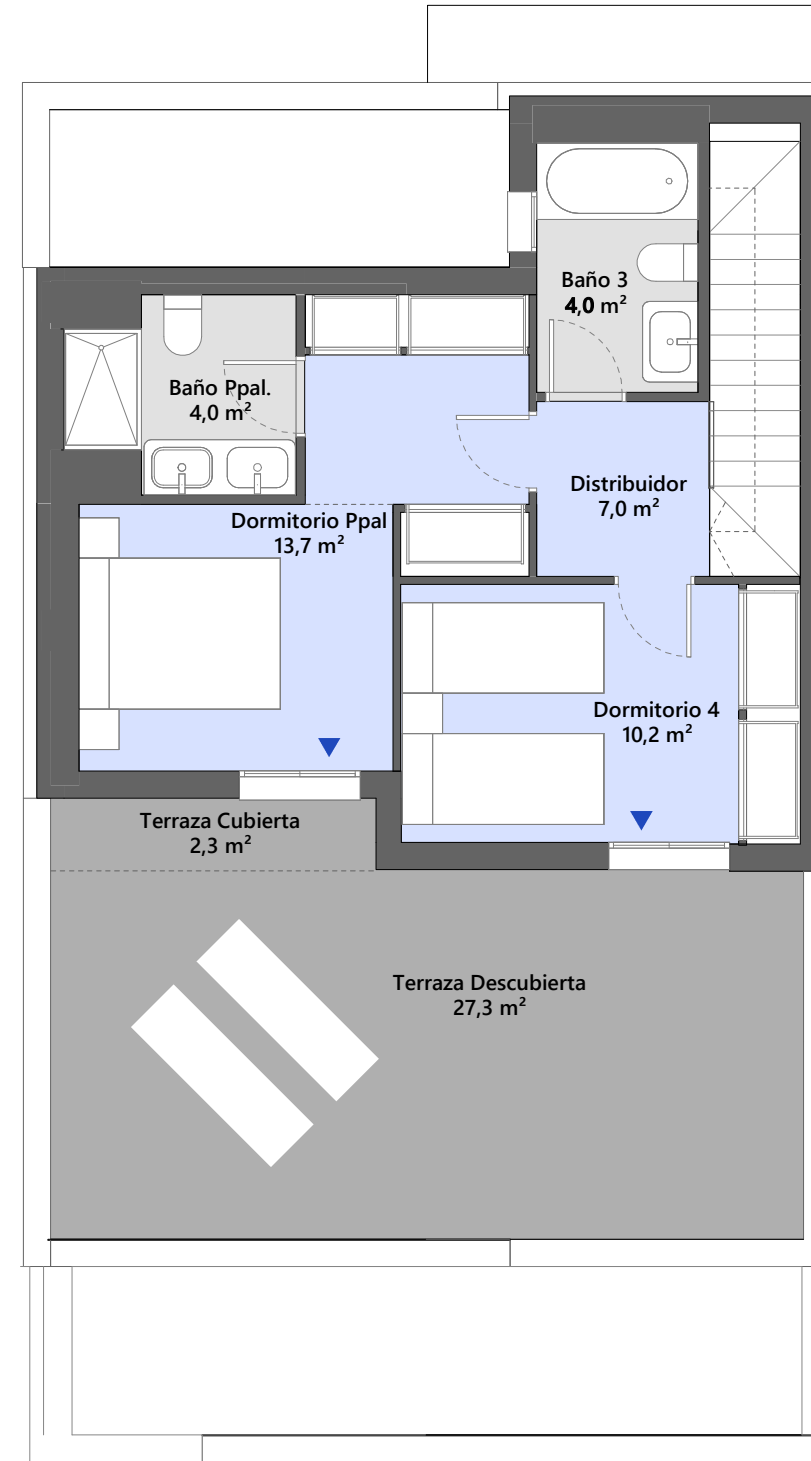 Baño 3
4,0 m²
Baño Ppal.
4,0 m²
Distribuidor
7,0 m²
Dormitorio Ppal
13,7 m²
Dormitorio 4
10,2 m²
Terraza Cubierta
2,3 m²
Terraza Descubierta
27,3 m²